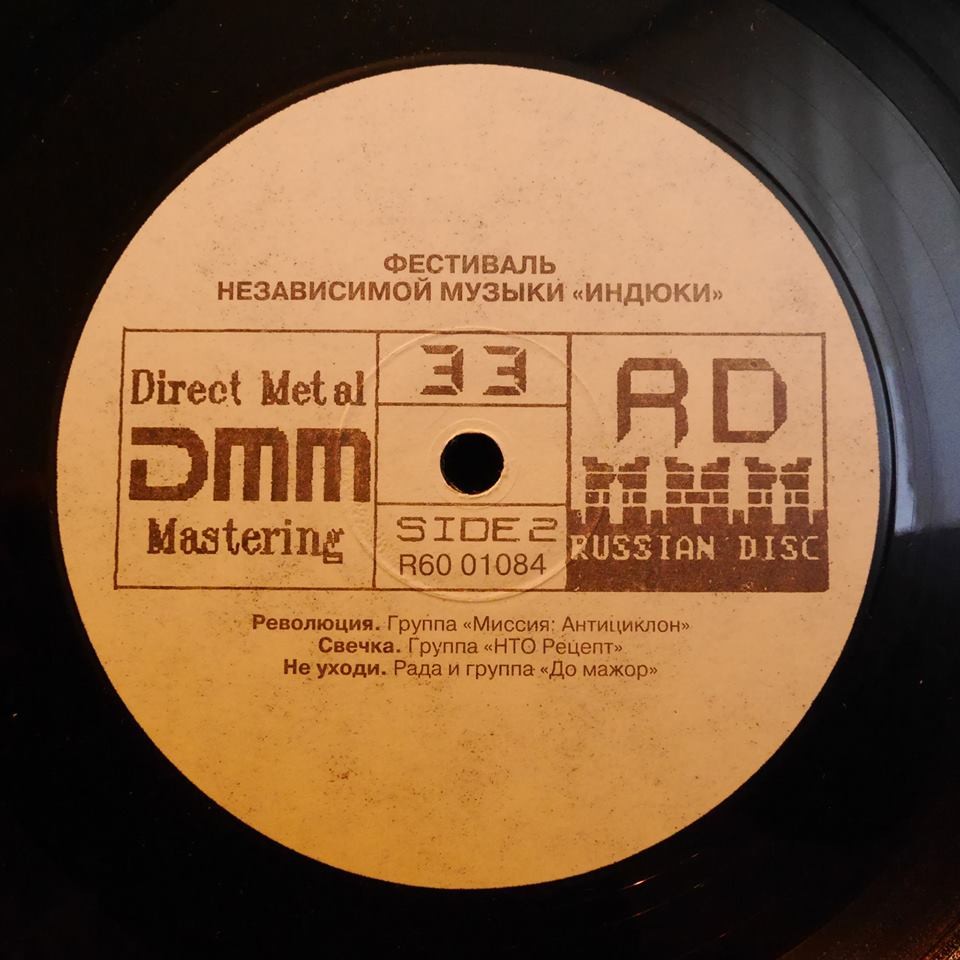 ФЕСТИВАЛЬ
НЕЗАВИСИМОЙ МУЗЫКИ «ИНДЮКИ»
Direct Metal
DMM
Mastering
33
SIDE 2
R60 01084
RD
RUSSIAN DISC
Революция. Группа «Миссия: Антициклон»
Свечка. Группа «НТО Рецепт»
Не уходи. Рада и группа «До мажор»